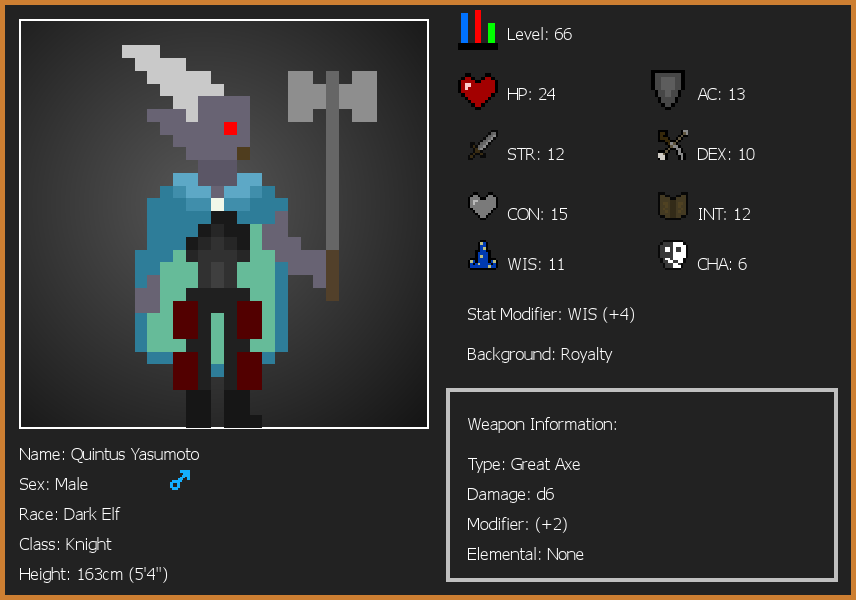 Level: 66
HP: 24
AC: 13
STR: 12
DEX: 10
CON: 15
INT: 12
WIS: 11
CHA: 6
Stat Modifier: WIS (+4)
Background: Royalty
Weapon Information:
Type: Great Axe
Damage: d6
Modifier: (+2)
Elemental: None
Name: Quintus Yasumoto
Sex: Male
Race: Dark Elf
Class: Knight
Height: 163cm (5'4")